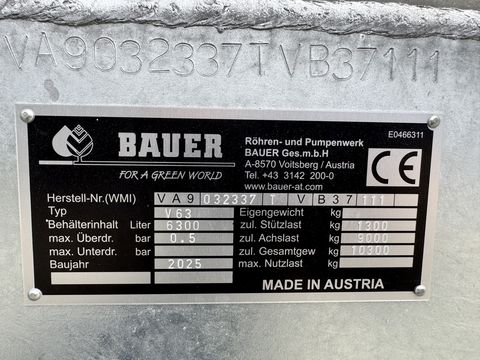 VA9032337TVB37111
E0466311
BAUER
FOR A GREEN WORLD
Röhren- und Pumpenwerk
BAUER Ges.m.b.H
A-8570 Voitsberg / Austria
Tel. +43 3142 200-0
www.bauer-at.com
CE
Herstell-Nr.(WMI) VA9 032337 T VB37 111
Typ V63 Eigengewicht kg
Behälterinhalt Liter 6300 zul. Stützlast kg 1300
max. Überdr. bar 0.5 zul. Achslast kg 9000
max. Unterdr. bar zul. Gesamtgew kg 10300
Baujahr 2025 max. Nutzlast kg
MADE IN AUSTRIA